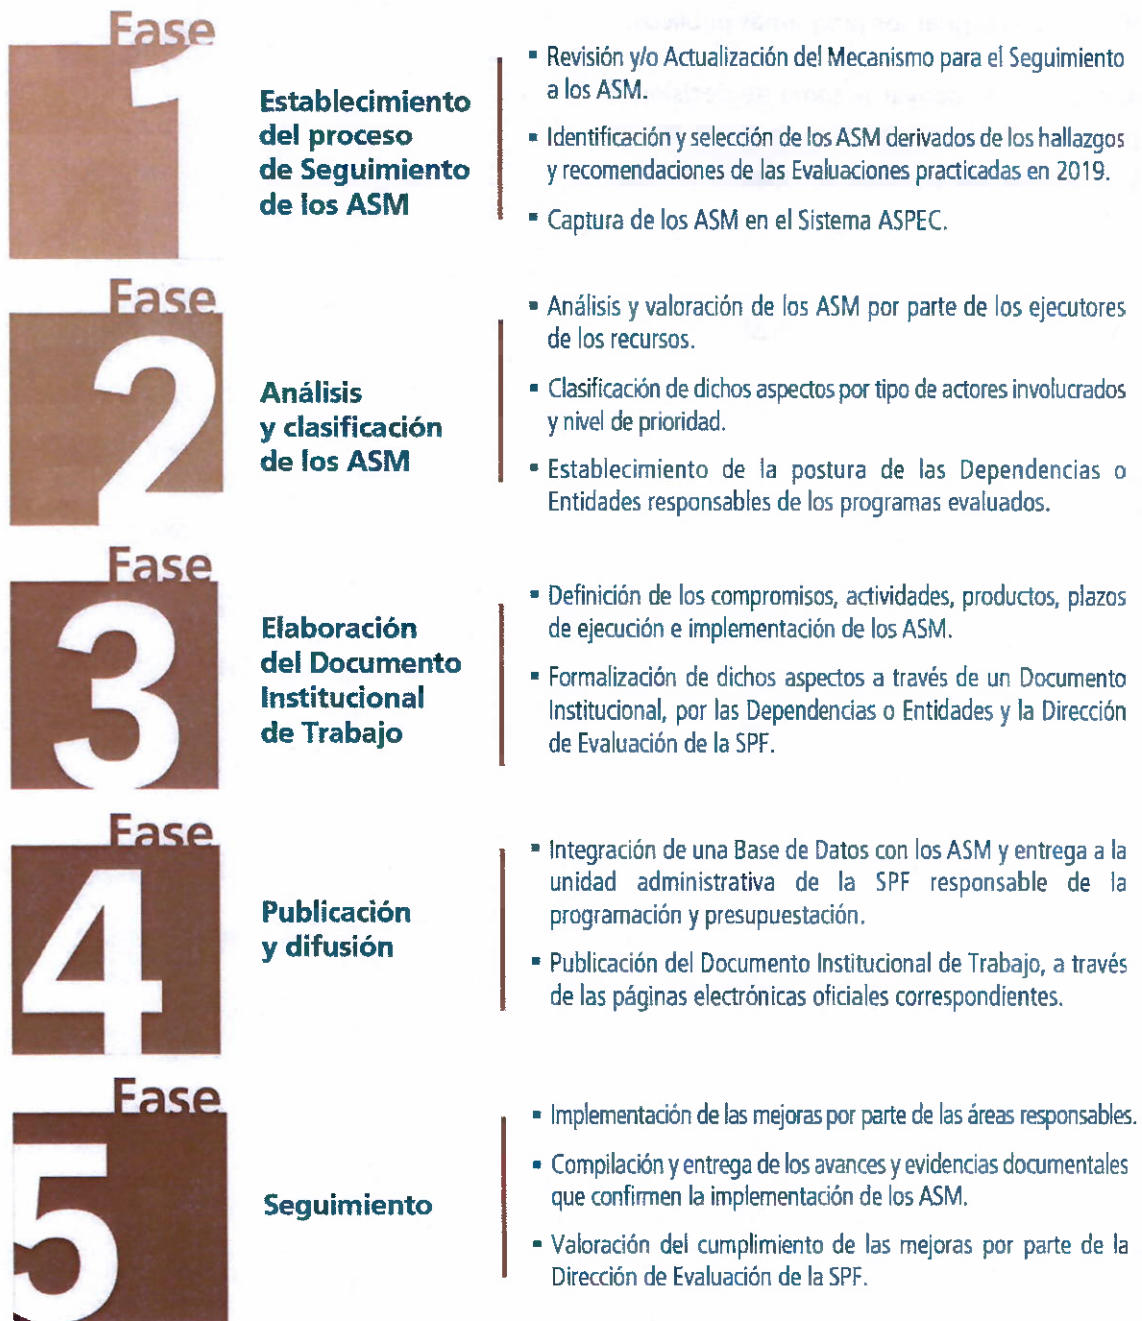 Fase
1
Establecimiento
del proceso
de Seguimiento
de los ASM
▪ Revisión y/o Actualización del Mecanismo para el Seguimiento
a los ASM.
▪ Identificación y selección de los ASM derivados de los hallazgos
y recomendaciones de las Evaluaciones practicadas en 2019.
▪ Captura de los ASM en el Sistema ASPEC.
Fase
2
Análisis
y clasificación
de los ASM
▪ Análisis y valoración de los ASM por parte de los ejecutores
de los recursos.
▪ Clasificación de dichos aspectos por tipo de actores involucrados
y nivel de prioridad.
▪ Establecimiento de la postura de las Dependencias o
Entidades responsables de los programas evaluados.
Fase
3
Elaboración
del Documento
Institucional
de Trabajo
▪ Definición de los compromisos, actividades, productos, plazos
de ejecución e implementación de los ASM.
▪ Formalización de dichos aspectos a través de un Documento
Institucional, por las Dependencias o Entidades y la Dirección
de Evaluación de la SPF.
Fase
4
Publicación
y difusión
▪ Integración de una Base de Datos con los ASM y entrega a la
unidad administrativa de la SPF responsable de la
programación y presupuestación.
▪ Publicación del Documento Institucional de Trabajo, a través
de las páginas electrónicas oficiales correspondientes.
Fase
5
Seguimiento
▪ Implementación de las mejoras por parte de las áreas responsables.
▪ Compilación y entrega de los avances y evidencias documentales
que confirmen la implementación de los ASM.
▪ Valoración del cumplimiento de las mejoras por parte de la
Dirección de Evaluación de la SPF.